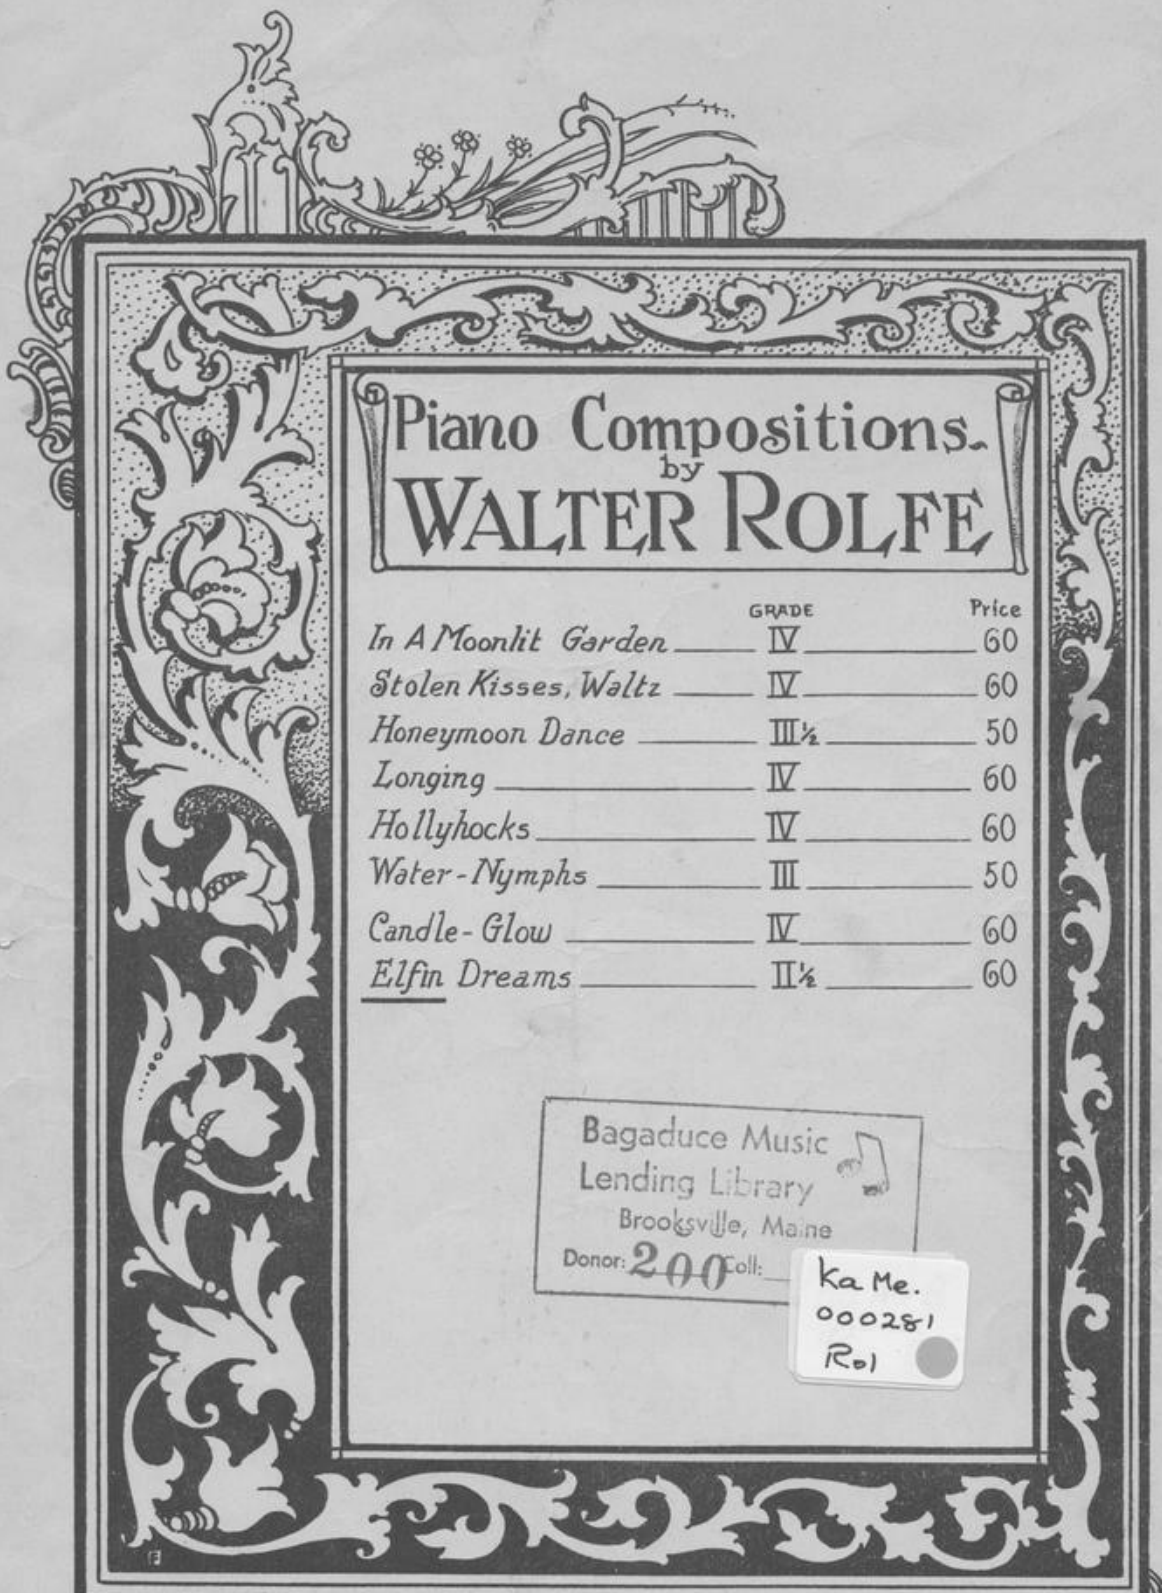 Piano Compositions
by
WALTER ROLFE
GRADE Price
In A Moonlit Garden IV 60
Stolen Kisses, Waltz IV 60
Honeymoon Dance III½ 50
Longing IV 60
Hollyhocks IV 60
Water-Nymphs III 50
Candle-Glow IV 60
Elfin Dreams II½ 60
Bagaduce Music
Lending Library
Brooksville, Maine
Donor: 200 Coll:
Ka Me.
000281
Rol
F